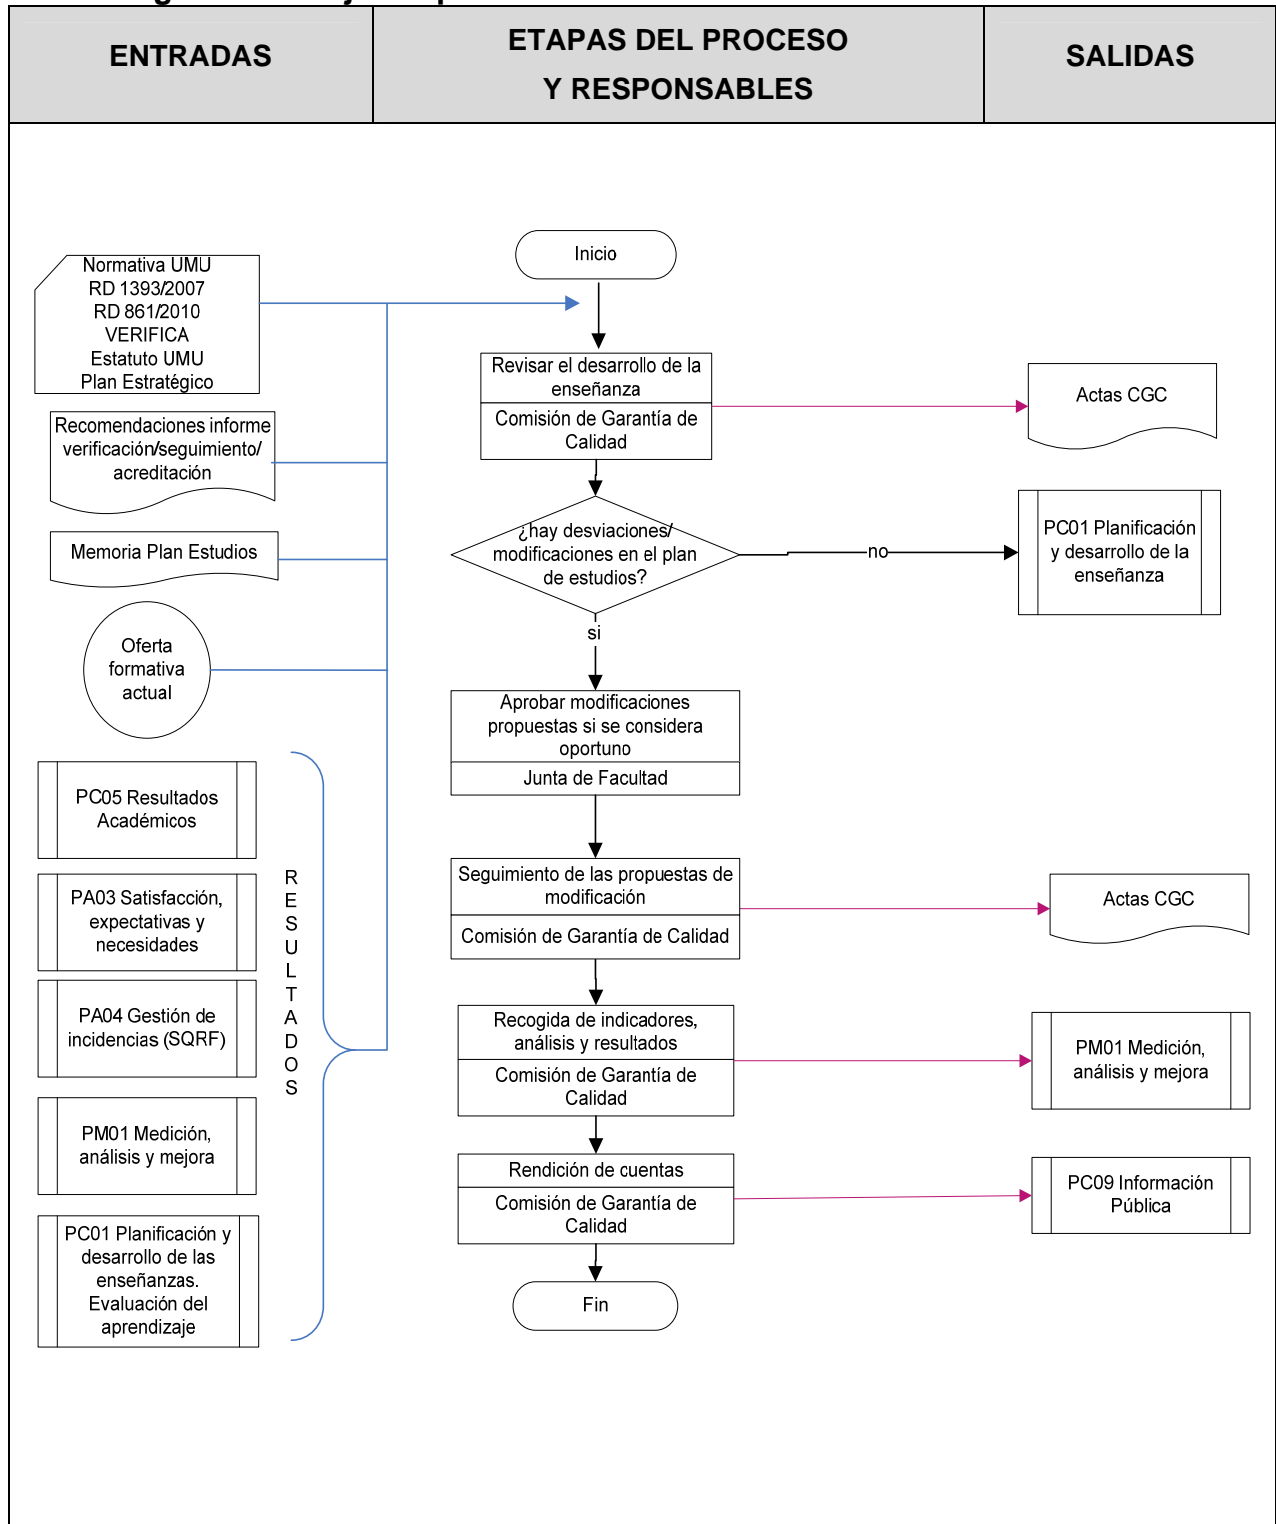 ENTRADAS
ETAPAS DEL PROCESO
Y RESPONSABLES
SALIDAS
Normativa UMU
RD 1393/2007
RD 861/2010
VERIFICA
Estatuto UMU
Plan Estratégico
Recomendaciones informe
verificación/seguimiento/
acreditación
Memoria Plan Estudios
Oferta
formativa
actual
PC05 Resultados
Académicos
PA03 Satisfacción,
expectativas y
necesidades
PA04 Gestión de
incidencias (SQRF)
PM01 Medición,
análisis y mejora
PC01 Planificación y
desarrollo de las
enseñanzas.
Evaluación del
aprendizaje
R
E
S
U
L
T
A
D
O
S
Inicio
Revisar el desarrollo de la
enseñanza
Comisión de Garantía de
Calidad
¿hay desviaciones/
modificaciones en el plan
de estudios?
no
si
Aprobar modificaciones
propuestas si se considera
oportuno
Junta de Facultad
Seguimiento de las propuestas de
modificación
Comisión de Garantía de Calidad
Recogida de indicadores,
análisis y resultados
Comisión de Garantía de
Calidad
Rendición de cuentas
Comisión de Garantía de
Calidad
Fin
Actas CGC
PC01 Planificación
y desarrollo de la
enseñanza
Actas CGC
PM01 Medición,
análisis y mejora
PC09 Información
Pública